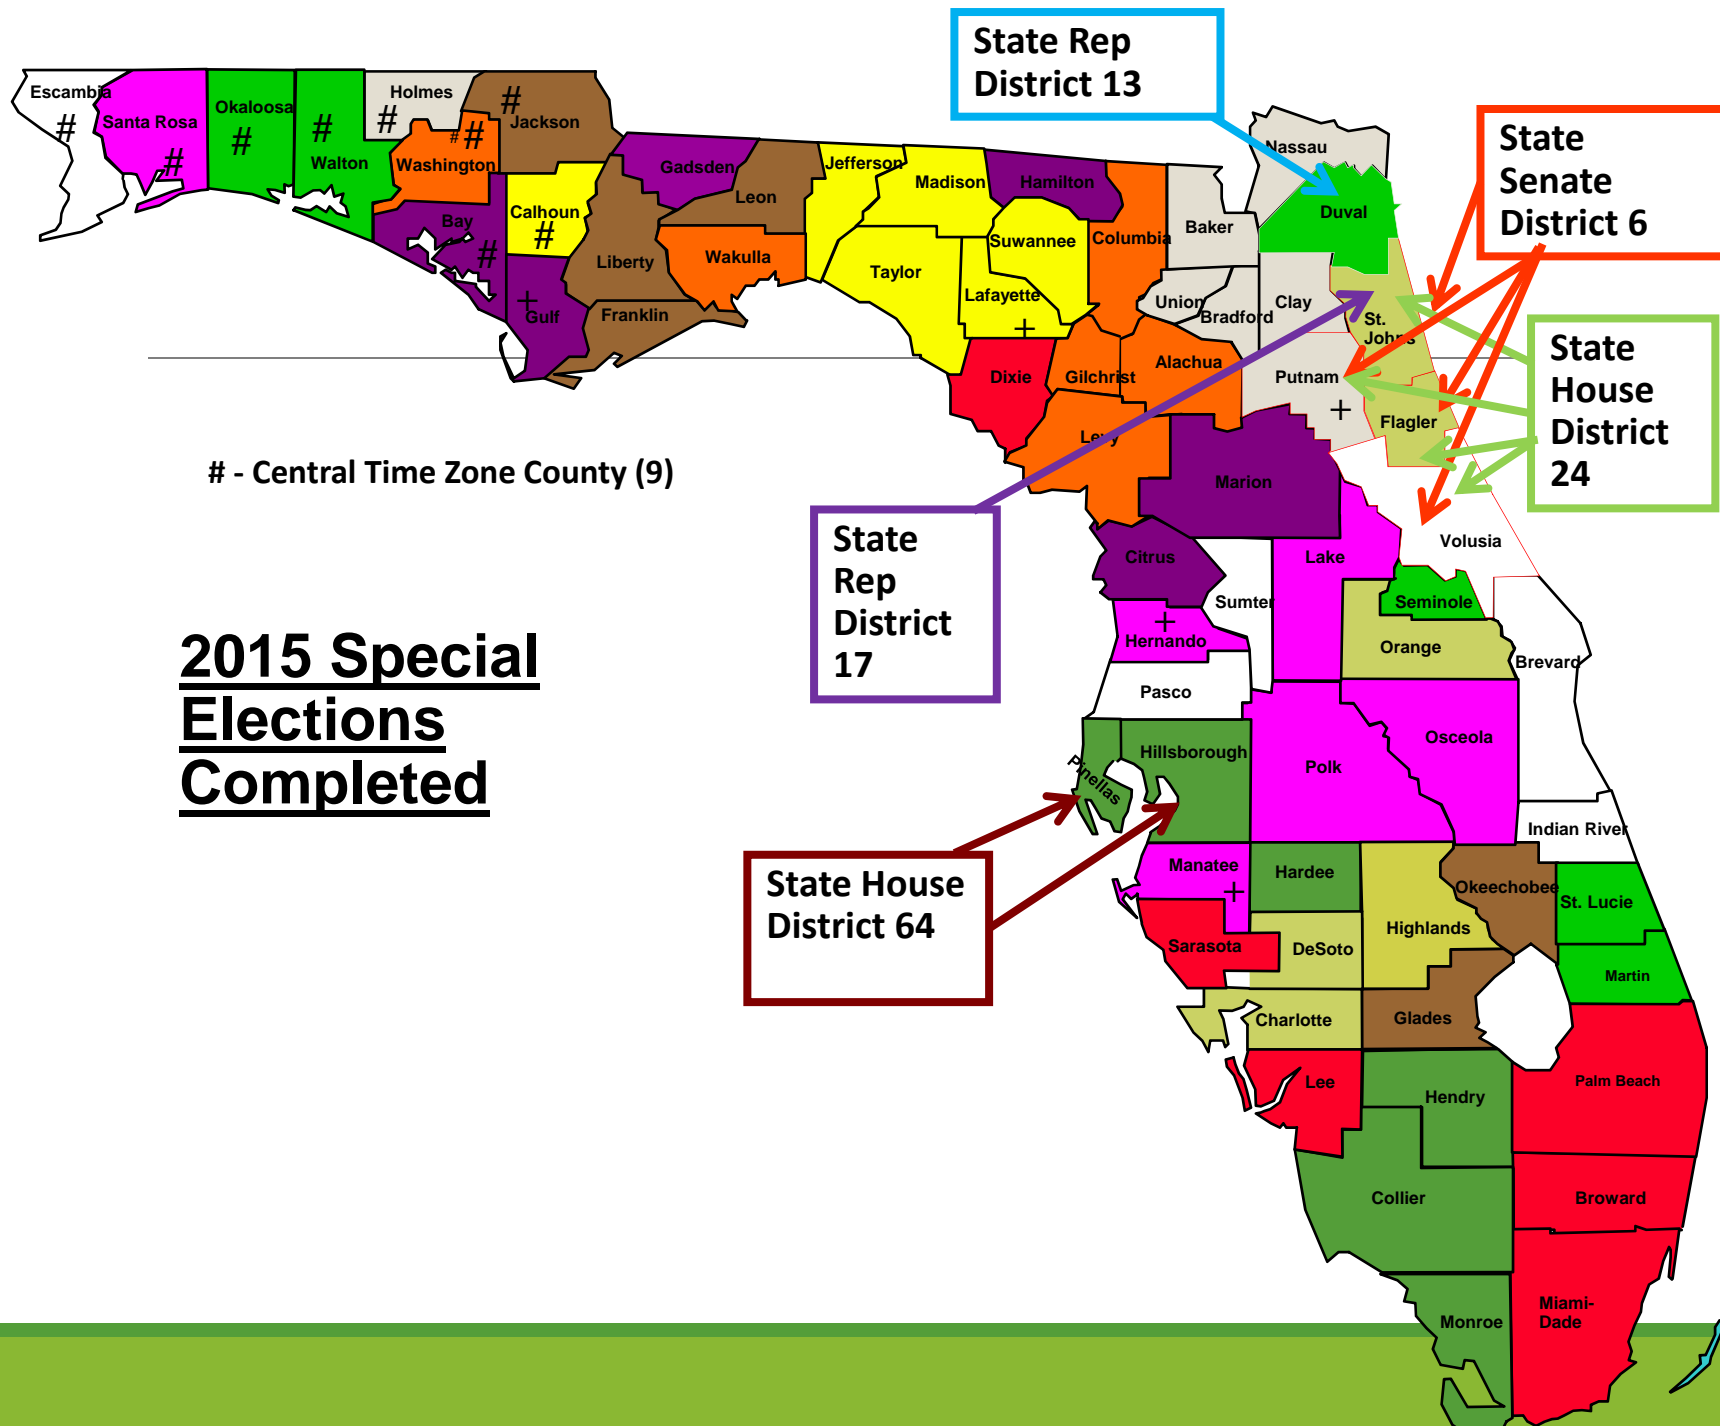 State Rep
District 13
State
Senate
District 6
State
House
District
24
Escambia
#
Santa Rosa
#
Okaloosa
#
#
Walton
Holmes
#
# #
Washington
#
Jackson
Bay
#
Calhoun
#
+
Gulf
Gadsden
Liberty
Franklin
Leon
Wakulla
Jefferson
Madison
Taylor
Hamilton
Suwannee
Lafayette
+
Columbia
Baker
Nassau
Duval
Union
Bradford
Clay
St.
Johns
Dixie
Gilchrist
Alachua
Putnam
+
Flagler
Levy
Marion
# - Central Time Zone County (9)
State
Rep
District
17
Citrus
Sumter
Lake
Volusia
Seminole
Orange
Brevard
+
Hernando
Pasco
2015 Special
Elections
Completed
Pinellas
Hillsborough
Polk
Osceola
Indian River
State House
District 64
Manatee
+
Hardee
Highlands
Okeechobee
St. Lucie
Sarasota
DeSoto
Martin
Charlotte
Glades
Lee
Hendry
Palm Beach
Collier
Broward
Monroe
Miami-
Dade